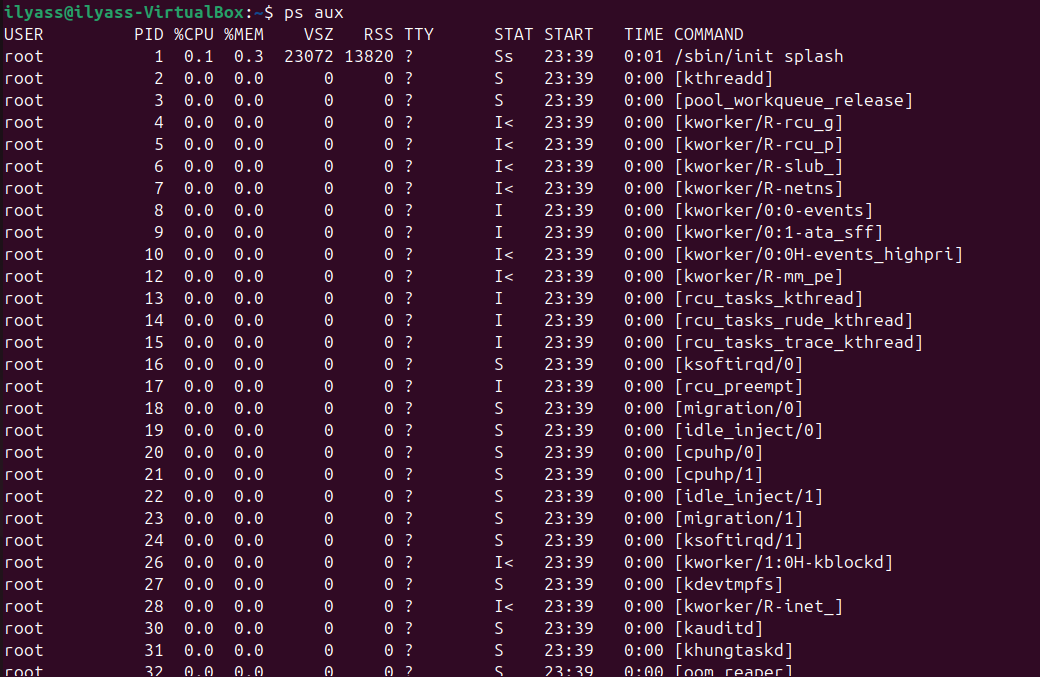 ilyass@ilyass-VirtualBox:~$ ps aux
USER         PID %CPU %MEM    VSZ   RSS TTY      STAT START   TIME COMMAND
root           1  0.1  0.3  23072 13820 ?        Ss   23:39   0:01 /sbin/init splash
root           2  0.0  0.0      0     0 ?        S    23:39   0:00 [kthreadd]
root           3  0.0  0.0      0     0 ?        S    23:39   0:00 [pool_workqueue_release]
root           4  0.0  0.0      0     0 ?        I<   23:39   0:00 [kworker/R-rcu_g]
root           5  0.0  0.0      0     0 ?        I<   23:39   0:00 [kworker/R-rcu_p]
root           6  0.0  0.0      0     0 ?        I<   23:39   0:00 [kworker/R-slub_]
root           7  0.0  0.0      0     0 ?        I<   23:39   0:00 [kworker/R-netns]
root           8  0.0  0.0      0     0 ?        I    23:39   0:00 [kworker/0:0-events]
root           9  0.0  0.0      0     0 ?        I    23:39   0:00 [kworker/0:1-ata_sff]
root          10  0.0  0.0      0     0 ?        I<   23:39   0:00 [kworker/0:0H-events_highpri]
root          12  0.0  0.0      0     0 ?        I<   23:39   0:00 [kworker/R-mm_pe]
root          13  0.0  0.0      0     0 ?        I    23:39   0:00 [rcu_tasks_kthread]
root          14  0.0  0.0      0     0 ?        I    23:39   0:00 [rcu_tasks_rude_kthread]
root          15  0.0  0.0      0     0 ?        I    23:39   0:00 [rcu_tasks_trace_kthread]
root          16  0.0  0.0      0     0 ?        S    23:39   0:00 [ksoftirqd/0]
root          17  0.0  0.0      0     0 ?        I    23:39   0:00 [rcu_preempt]
root          18  0.0  0.0      0     0 ?        S    23:39   0:00 [migration/0]
root          19  0.0  0.0      0     0 ?        S    23:39   0:00 [idle_inject/0]
root          20  0.0  0.0      0     0 ?        S    23:39   0:00 [cpuhp/0]
root          21  0.0  0.0      0     0 ?        S    23:39   0:00 [cpuhp/1]
root          22  0.0  0.0      0     0 ?        S    23:39   0:00 [idle_inject/1]
root          23  0.0  0.0      0     0 ?        S    23:39   0:00 [migration/1]
root          24  0.0  0.0      0     0 ?        S    23:39   0:00 [ksoftirqd/1]
root          26  0.0  0.0      0     0 ?        I<   23:39   0:00 [kworker/1:0H-kblockd]
root          27  0.0  0.0      0     0 ?        S    23:39   0:00 [kdevtmpfs]
root          28  0.0  0.0      0     0 ?        I<   23:39   0:00 [kworker/R-inet_]
root          30  0.0  0.0      0     0 ?        S    23:39   0:00 [kauditd]
root          31  0.0  0.0      0     0 ?        S    23:39   0:00 [khungtaskd]
root          32  0.0  0.0      0     0 ?        S    23:39   0:00 [oom_reaper]